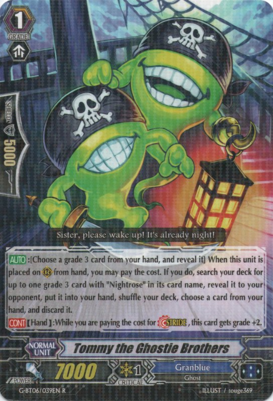 1
5000
Sister, please wake up! It's already night!
AUTO :[Choose a grade 3 card from your hand, and reveal it] When this unit is
placed on from your hand, you may pay the cost. If you do, search your deck for
up to one grade 3 card with "Nightrose" in its card name, reveal it to your
opponent, put it into your hand, shuffle your deck, choose a card from your
hand, and discard it.
CONT [Hand]:While you are paying the cost for STRIDE , this card gets grade +2.
NORMAL
UNIT
Tommy the Ghostie Brothers
7000
1
CRITICAL
Granblue
Ghost
G-BT06/039EN R